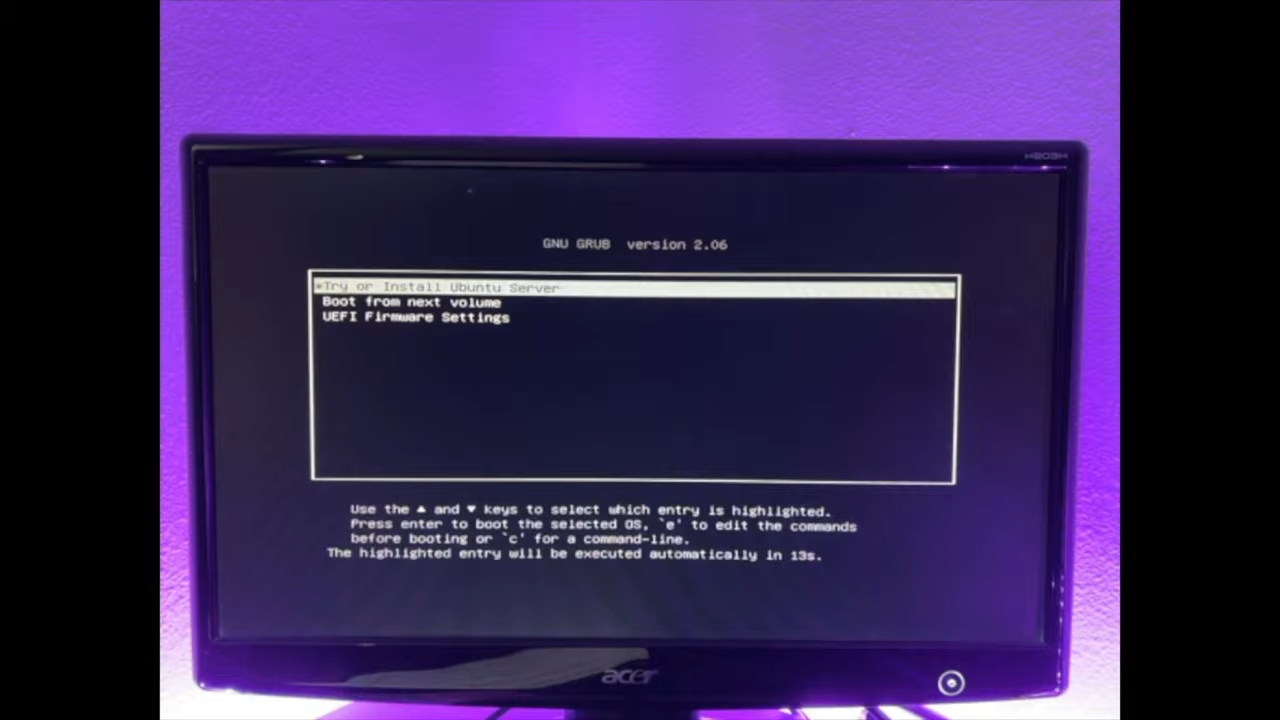 H203H
GNU GRUB  version 2.06
*Try or Install Ubuntu Server
Boot from next volume
UEFI Firmware Settings
Use the ▲ and ▼ keys to select which entry is highlighted.
Press enter to boot the selected OS, `e' to edit the commands
before booting or `c' for a command-line.
The highlighted entry will be executed automatically in 13s.
acer